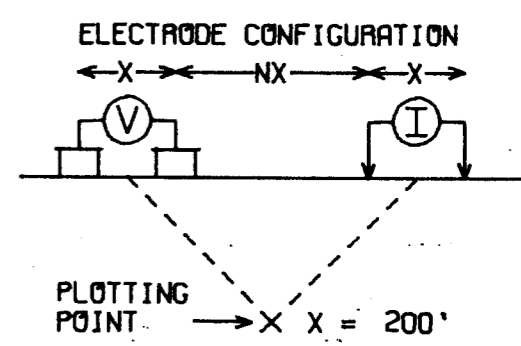 ELECTRODE CONFIGURATION
X NX X
V I
PLOTTING
POINT X X = 200'